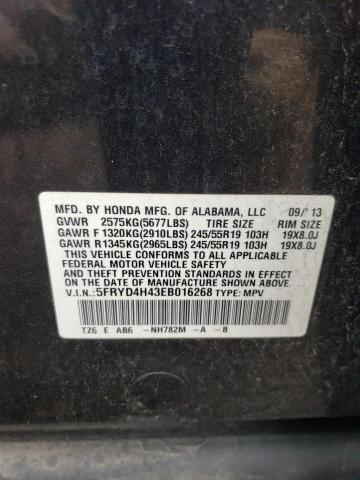 MFD. BY HONDA MFG. OF ALABAMA, LLC 09/'13
GVWR 2575KG(5677LBS) TIRE SIZE RIM SIZE
GAWR F 1320KG(2910LBS) 245/55R19 103H 19X8.0J
GAWR R 1345KG(2965LBS) 245/55R19 103H 19X8.0J
THIS VEHICLE CONFORMS TO ALL APPLICABLE
FEDERAL MOTOR VEHICLE SAFETY STANDARDS IN
EFFECT ON THE DATE OF MANUFACTURE SHOWN ABOVE.
V.I.N.: 5FRYD4H43EB016268 TYPE: MPV
TZ6 E AB6 -NH782M -A -B